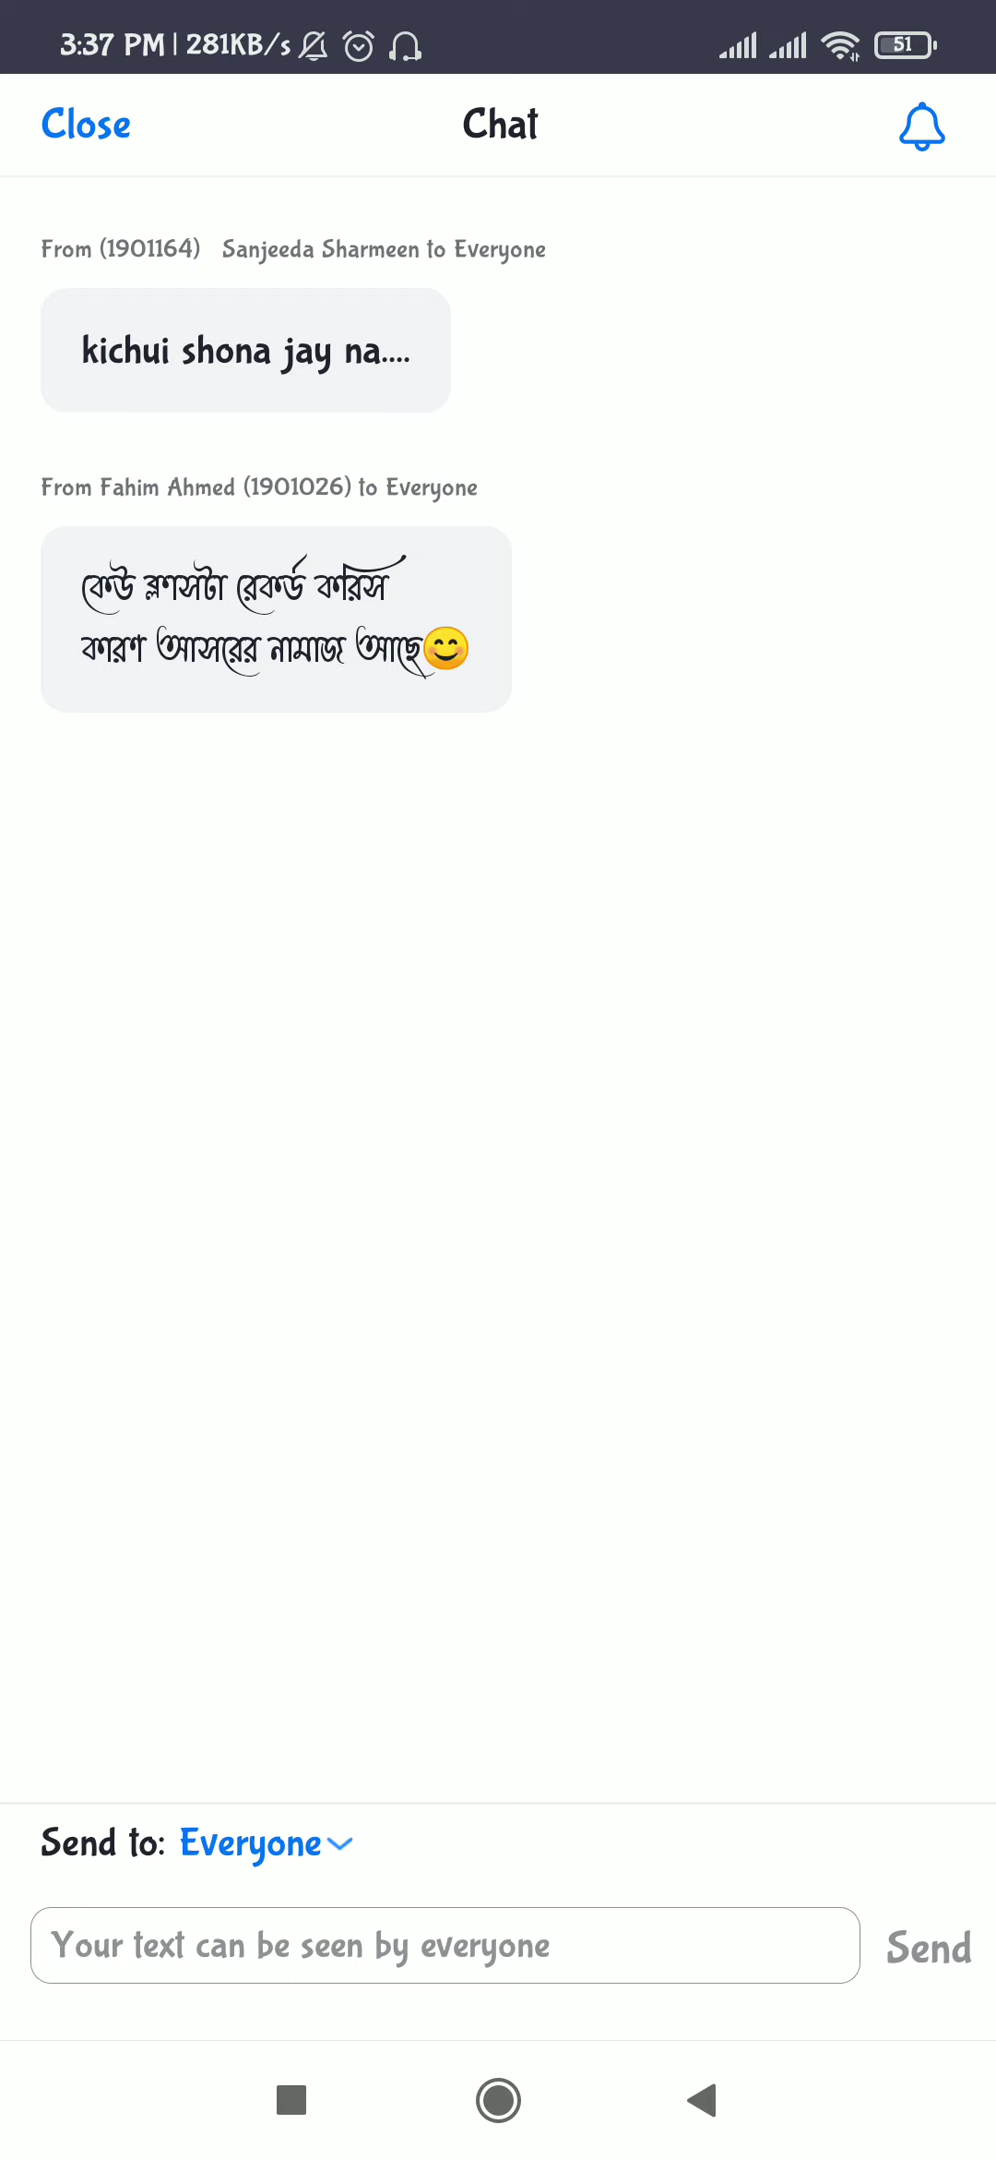 3:37 PM | 281KB/s 51
Close Chat
From (1901164) Sanjeeda Sharmeen to Everyone
kichui shona jay na....
From Fahim Ahmed (1901026) to Everyone
কেউ ক্লাসটা রেকর্ড করিস
কারণ আসরের নামাজ আছে😊
Send to: Everyone
Your text can be seen by everyone Send